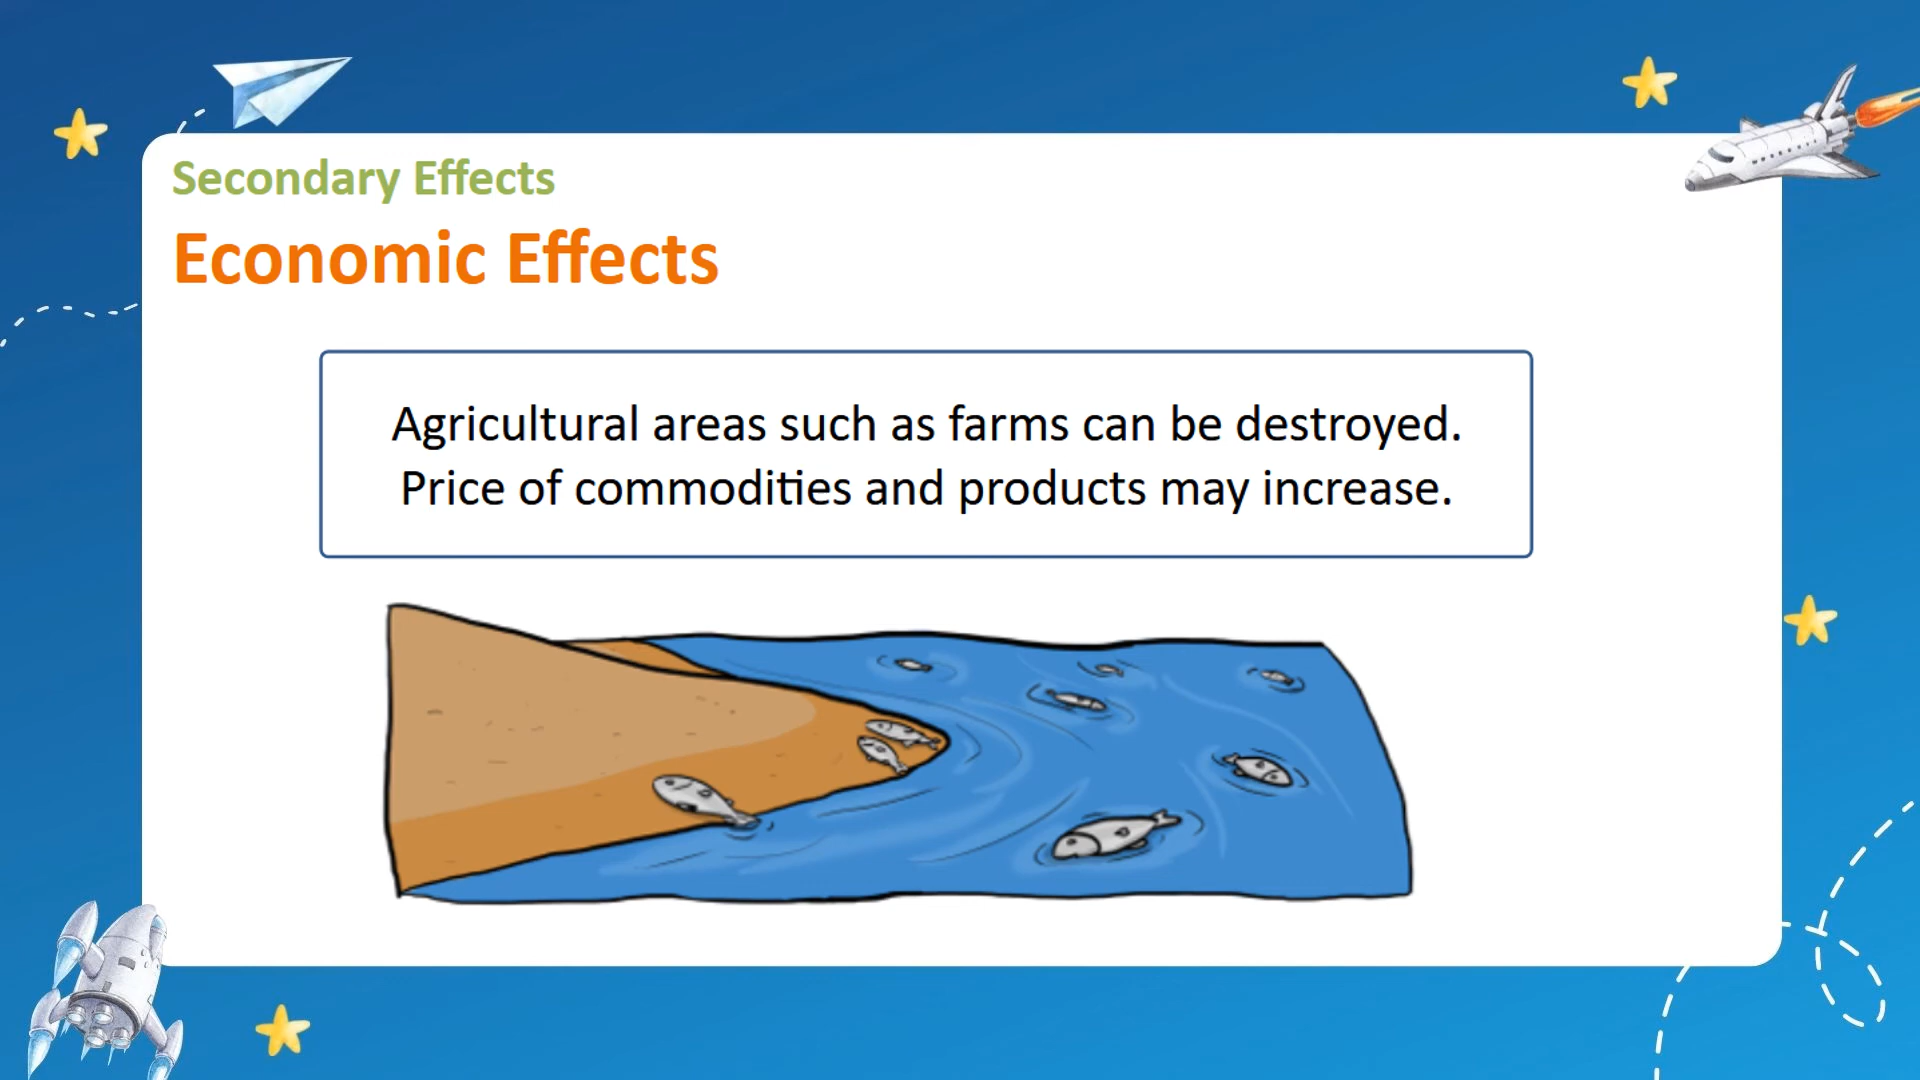 Secondary Effects
Economic Effects
Agricultural areas such as farms can be destroyed.
Price of commodities and products may increase.